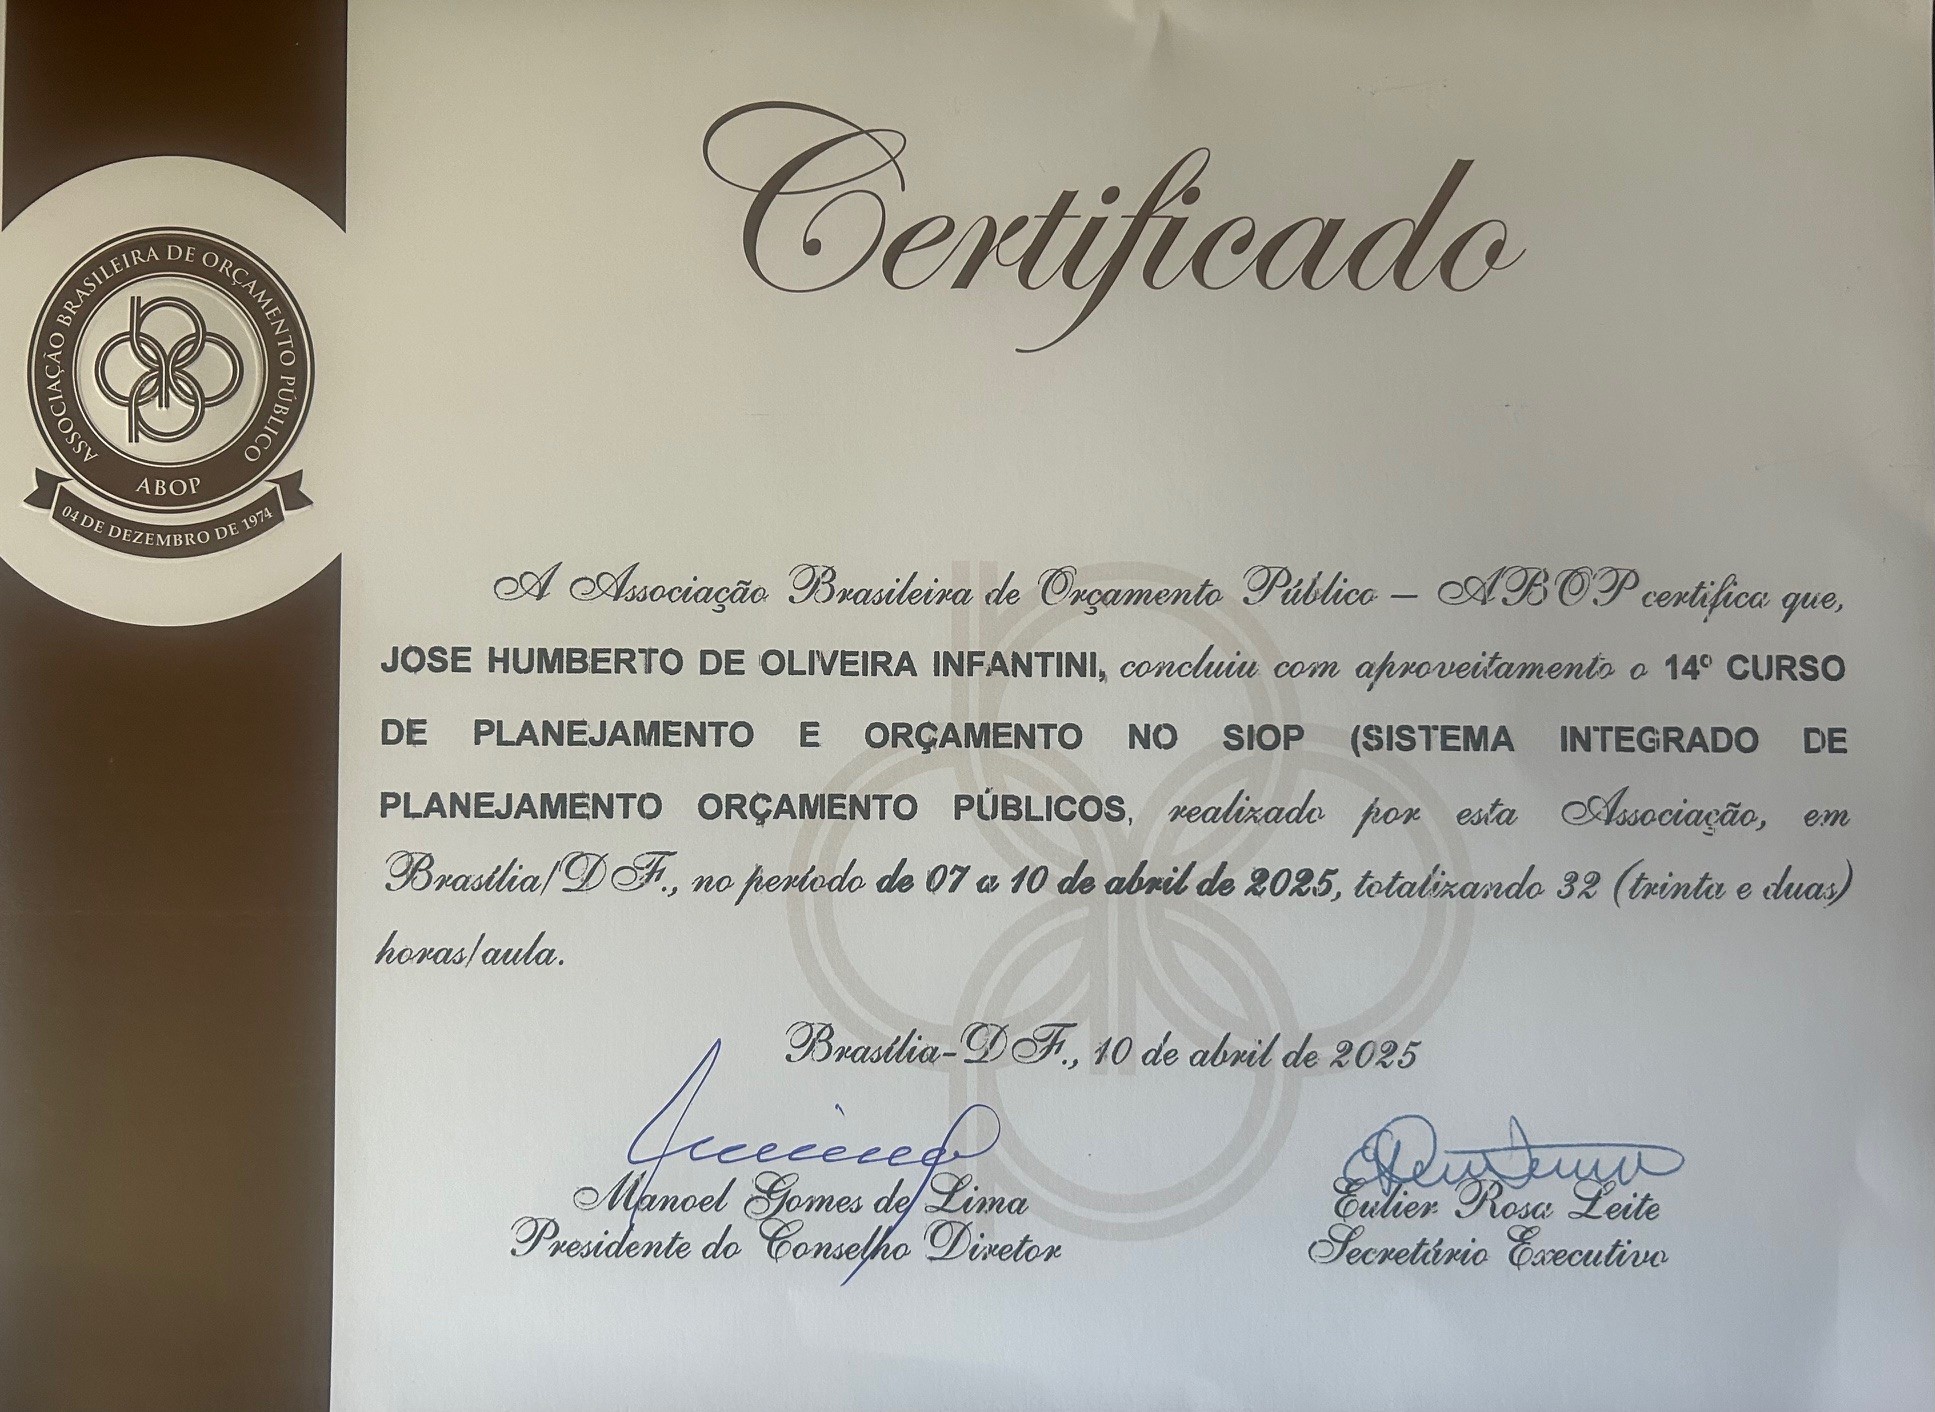 Certificado
ASSOCIAÇÃO BRASILEIRA DE ORÇAMENTO PÚBLICO
ABOP
04 DE DEZEMBRO DE 1974
A Associação Brasileira de Orçamento Público – ABOP certifica que,
JOSE HUMBERTO DE OLIVEIRA INFANTINI, concluiu com aproveitamento o 14º CURSO
DE PLANEJAMENTO E ORÇAMENTO NO SIOP (SISTEMA INTEGRADO DE
PLANEJAMENTO ORÇAMENTO PÚBLICOS, realizado por esta Associação, em
Brasília/DF., no período de 07 a 10 de abril de 2025, totalizando 32 (trinta e duas)
horas/aula.
Brasília-DF., 10 de abril de 2025
Manoel Gomes de Lima
Presidente do Conselho Diretor
Eulier Rosa Leite
Secretário Executivo